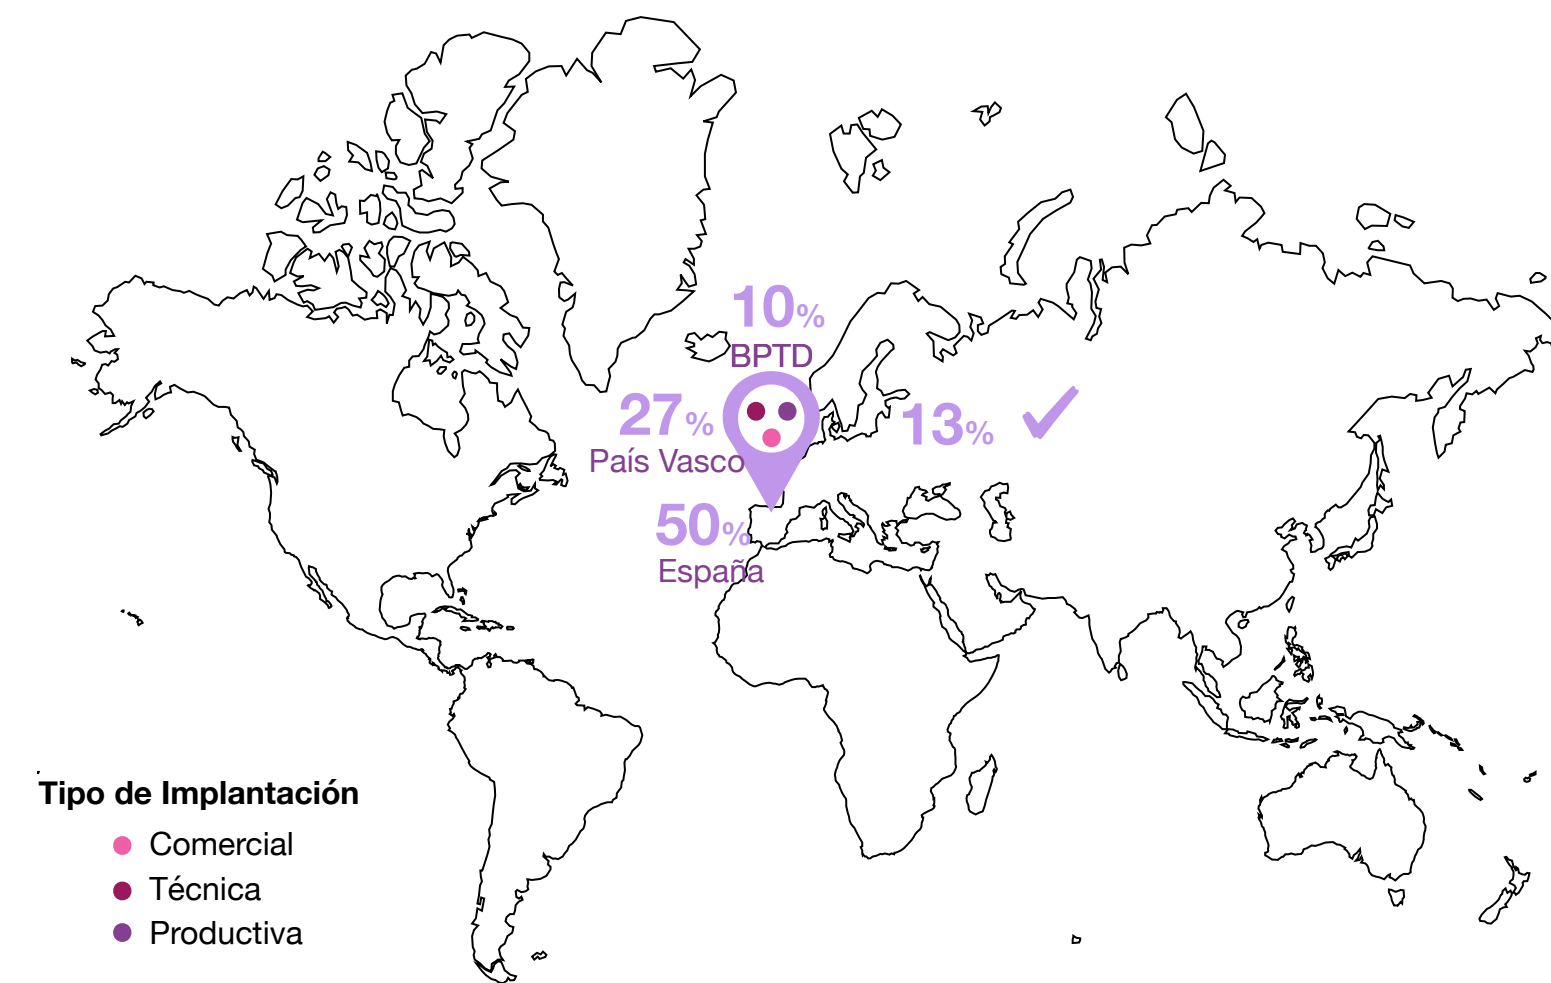 10%
BPTD
27%
País Vasco
13%
50%
España
Tipo de Implantación
Comercial
Técnica
Productiva